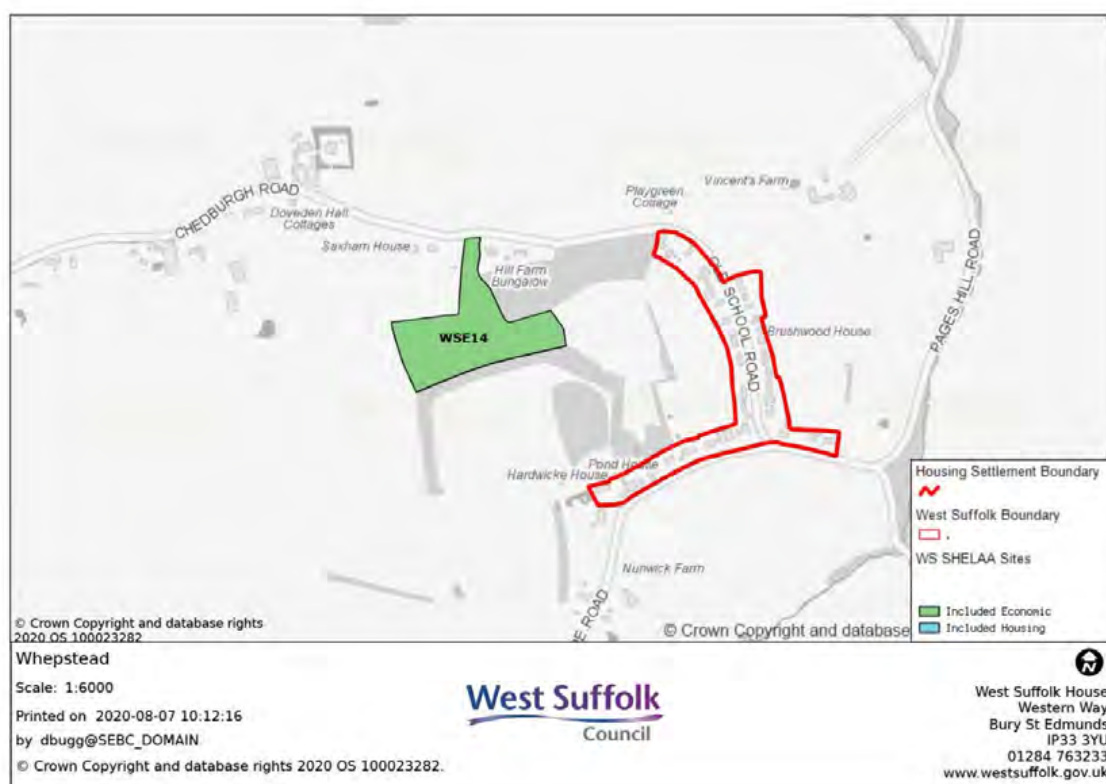 Playgreen
Cottage
Vincent's Farm
CHEDBURGH ROAD
Doveden Hall
Cottages
Saxham House
Hill Farm
Bungalow
OLD SCHOOL ROAD
Brushwood House
PAGES HILL ROAD
WSE14
Hardwicke House
Pond House
Nunwick Farm
NE ROAD
Housing Settlement Boundary
West Suffolk Boundary
.
WS SHELAA Sites
Included Economic
Included Housing
© Crown Copyright and database rights
2020 OS 100023282
© Crown Copyright and database
Whepstead
Scale: 1:6000
Printed on 2020-08-07 10:12:16
by dbugg@SEBC_DOMAIN
© Crown Copyright and database rights 2020 OS 100023282.
West Suffolk
Council
N
West Suffolk House
Western Way
Bury St Edmunds
IP33 3YU
01284 763233
www.westsuffolk.gov.uk